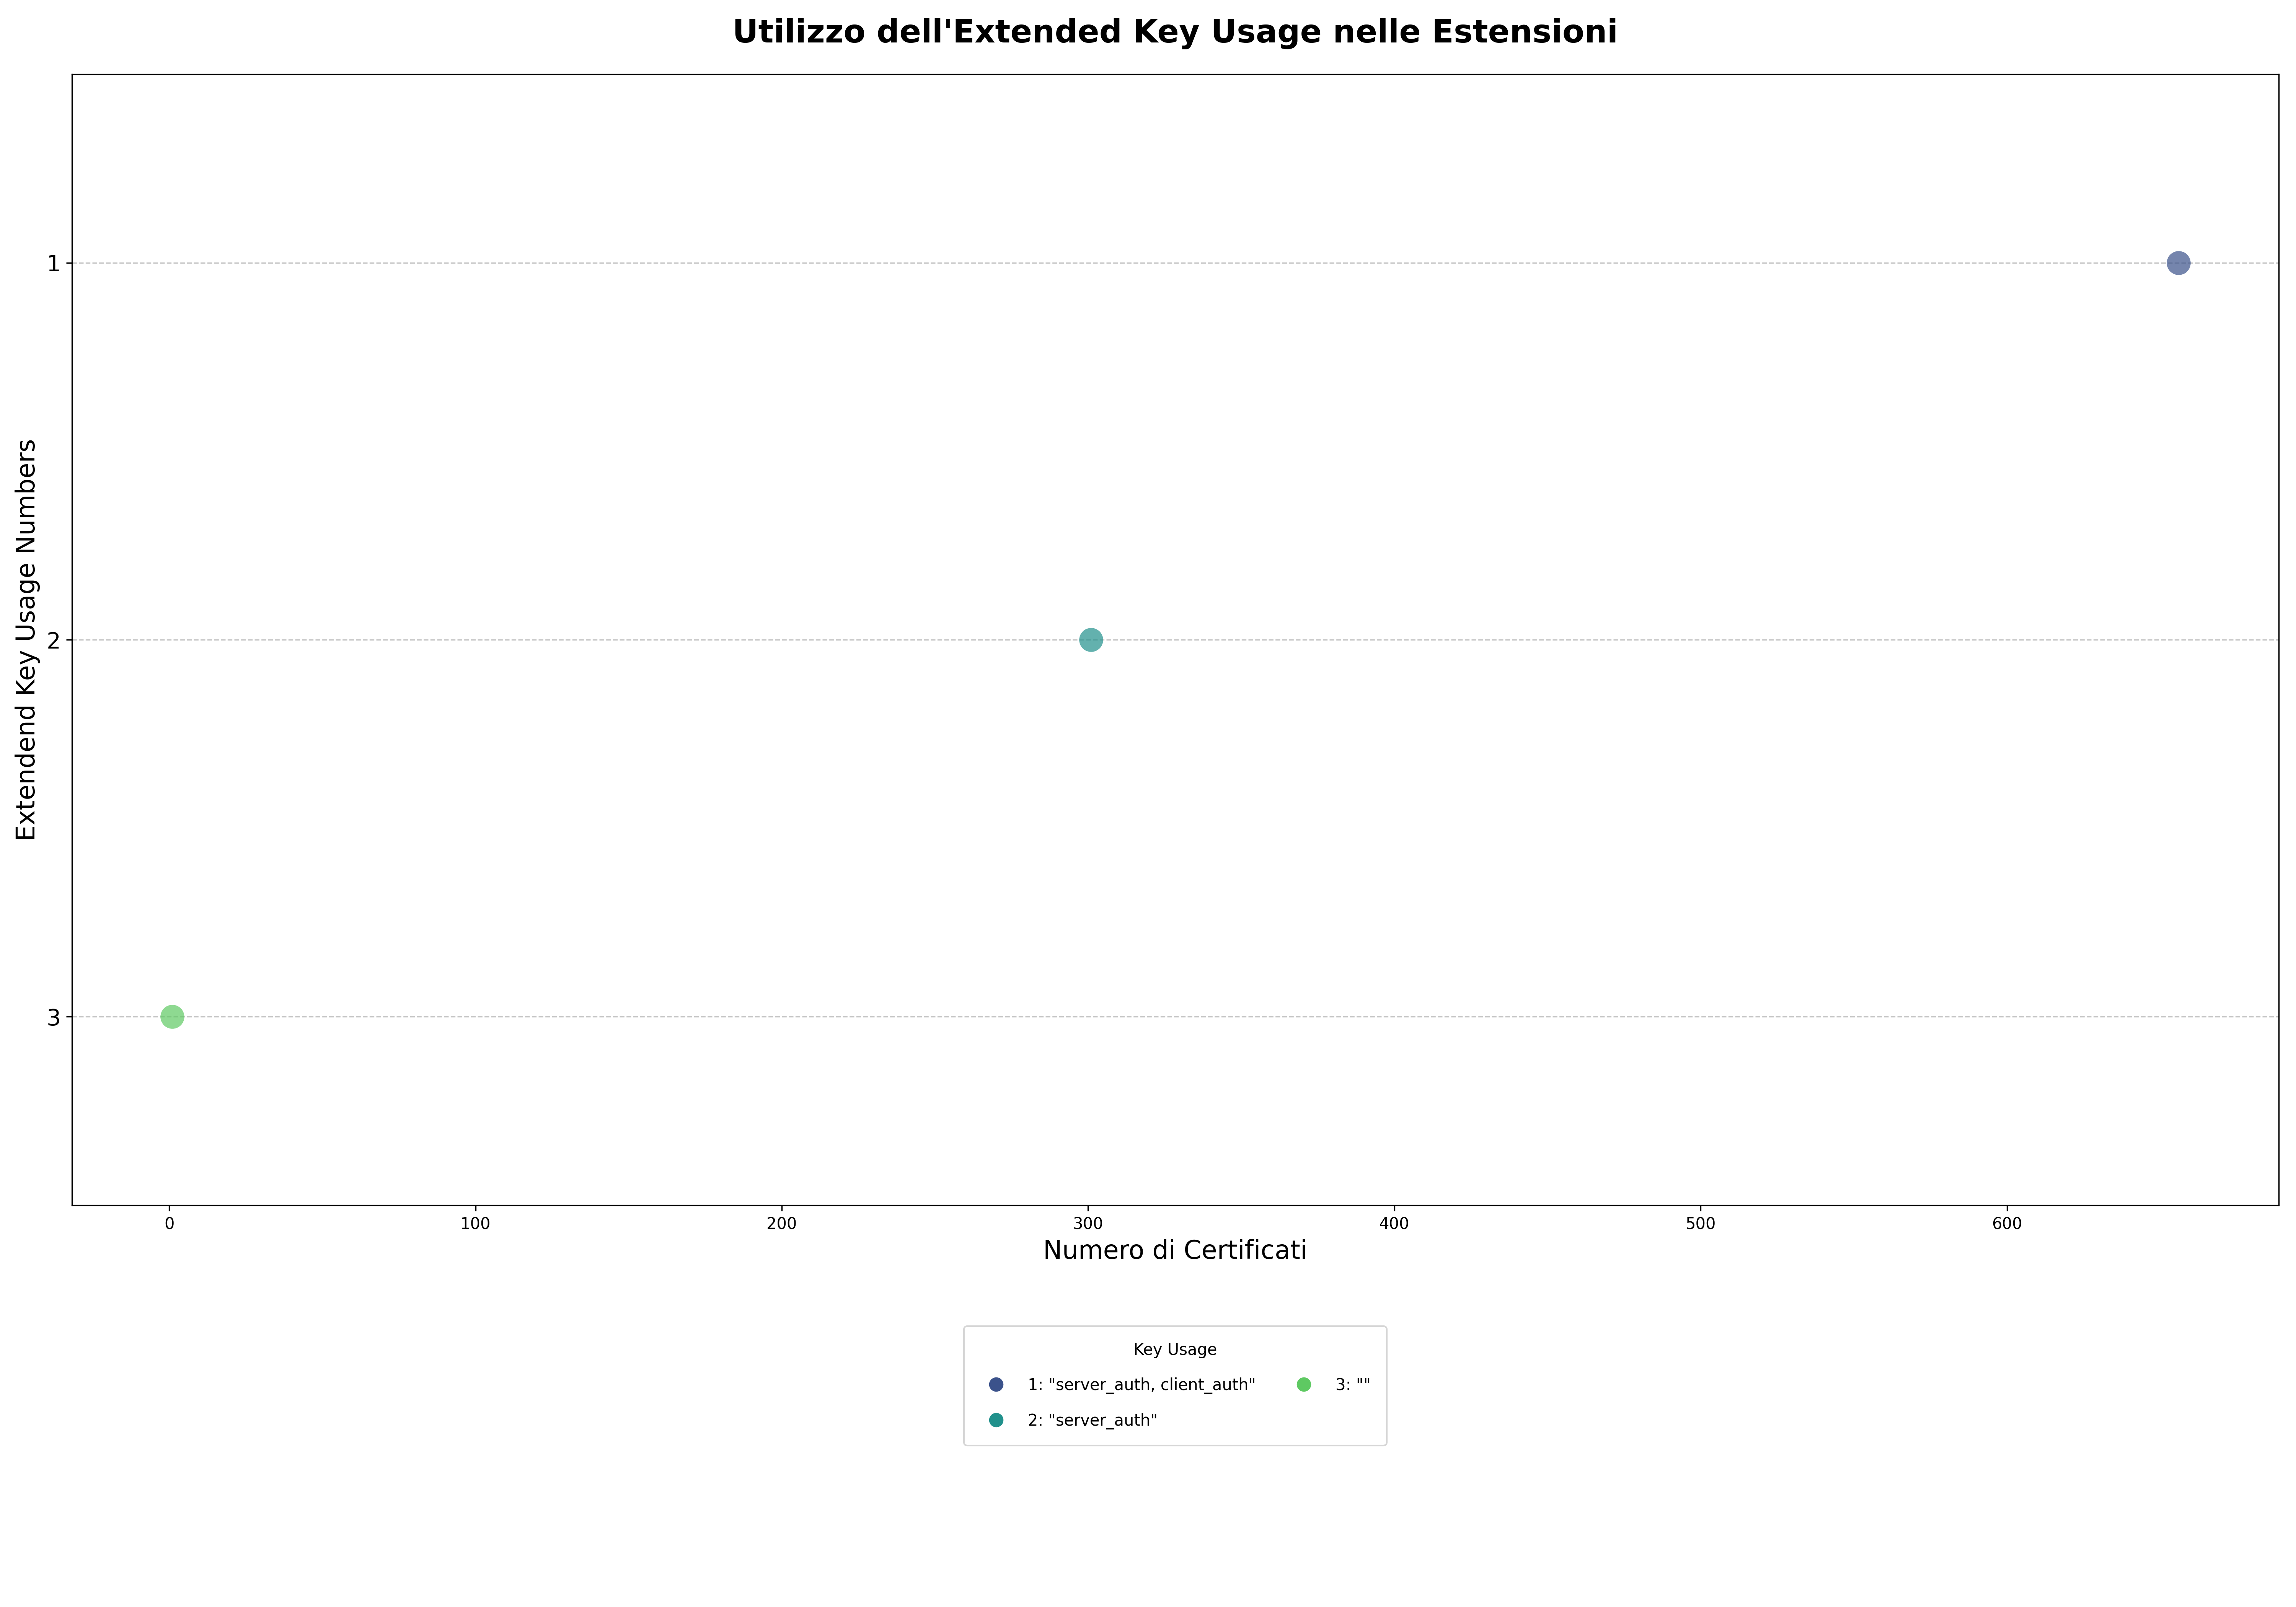 Utilizzo dell'Extended Key Usage nelle Estensioni
Extendend Key Usage Numbers
1
2
3
0 100 200 300 400 500 600
Numero di Certificati
Key Usage
1: "server_auth, client_auth" 3: ""
2: "server_auth"